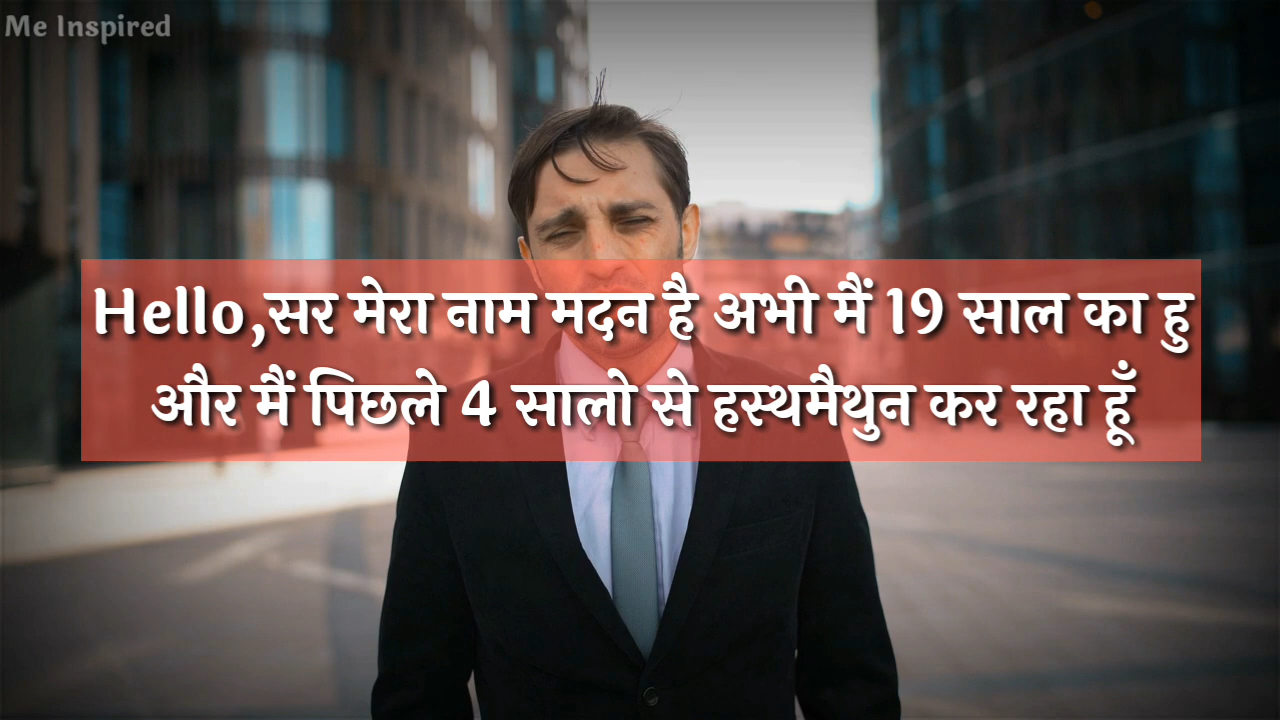 Me Inspired
Hello,सर मेरा नाम मदन है अभी मैं 19 साल का हु
और मैं पिछले 4 सालो से हस्थमैथुन कर रहा हूँ